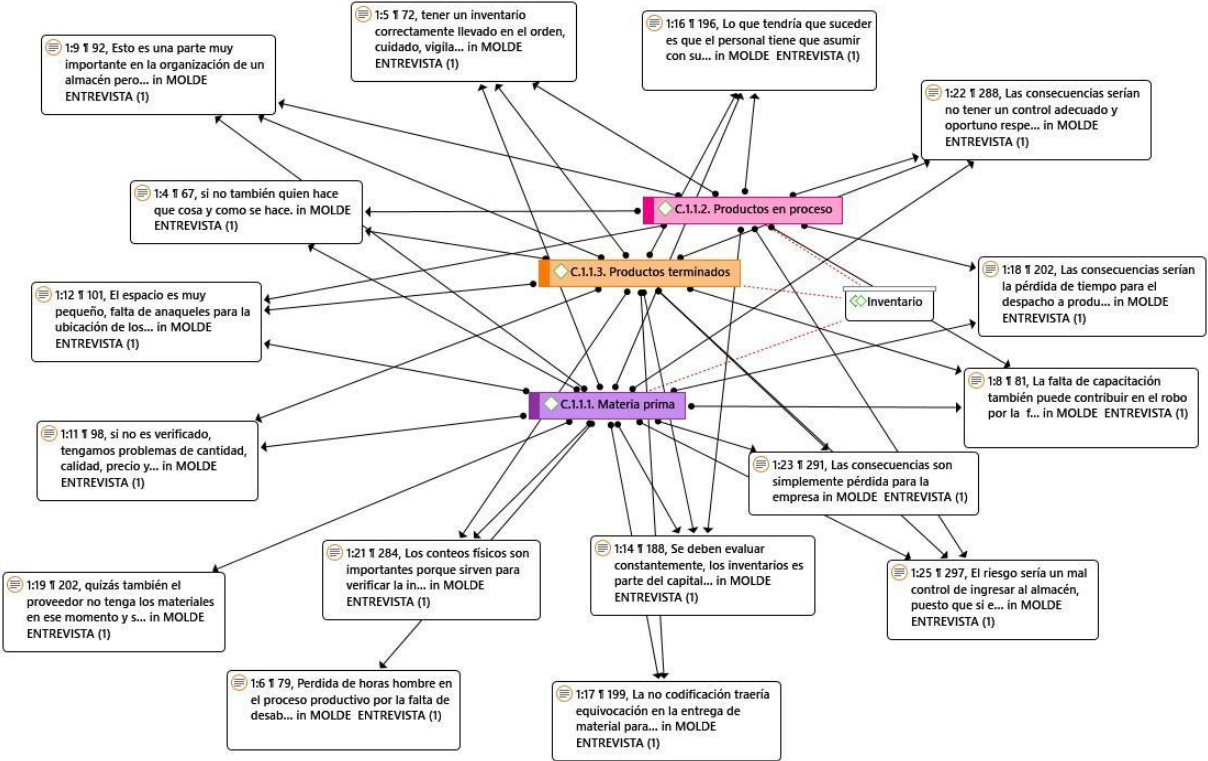 1:5 ¶ 72, tener un inventario
correctamente llevado en el orden,
cuidado, vigila... in MOLDE
ENTREVISTA (1)
1:16 ¶ 196, Lo que tendría que suceder
es que el personal tiene que asumir
con su... in MOLDE ENTREVISTA (1)
1:9 ¶ 92, Esto es una parte muy
importante en la organización de un
almacén pero... in MOLDE
ENTREVISTA (1)
1:22 ¶ 288, Las consecuencias serían
no tener un control adecuado y
oportuno respe... in MOLDE
ENTREVISTA (1)
1:4 ¶ 67, si no también quien hace
que cosa y como se hace. in MOLDE
ENTREVISTA (1)
C.1.1.2. Productos en proceso
C.1.1.3. Productos terminados
1:18 ¶ 202, Las consecuencias serían
la pérdida de tiempo para el
despacho a produ... in MOLDE
ENTREVISTA (1)
1:12 ¶ 101, El espacio es muy
pequeño, falta de anaqueles para la
ubicación de los... in MOLDE
ENTREVISTA (1)
Inventario
1:8 ¶ 81, La falta de capacitación
también puede contribuir en el robo
por la f... in MOLDE ENTREVISTA (1)
C.1.1.1. Materia prima
1:11 ¶ 98, si no es verificado,
tengamos problemas de cantidad,
calidad, precio y... in MOLDE
ENTREVISTA (1)
1:23 ¶ 291, Las consecuencias son
simplemente pérdida para la
empresa in MOLDE ENTREVISTA (1)
1:21 ¶ 284, Los conteos físicos son
importantes porque sirven para
verificar la in... in MOLDE
ENTREVISTA (1)
1:14 ¶ 188, Se deben evaluar
constantemente, los inventarios es
parte del capital... in MOLDE
ENTREVISTA (1)
1:25 ¶ 297, El riesgo sería un mal
control de ingresar al almacén,
puesto que si e... in MOLDE
ENTREVISTA (1)
1:19 ¶ 202, quizás también el
proveedor no tenga los materiales
en ese momento y s... in MOLDE
ENTREVISTA (1)
1:6 ¶ 79, Perdida de horas hombre en
el proceso productivo por la falta de
desab... in MOLDE ENTREVISTA (1)
1:17 ¶ 199, La no codificación traería
equivocación en la entrega de
material para... in MOLDE
ENTREVISTA (1)